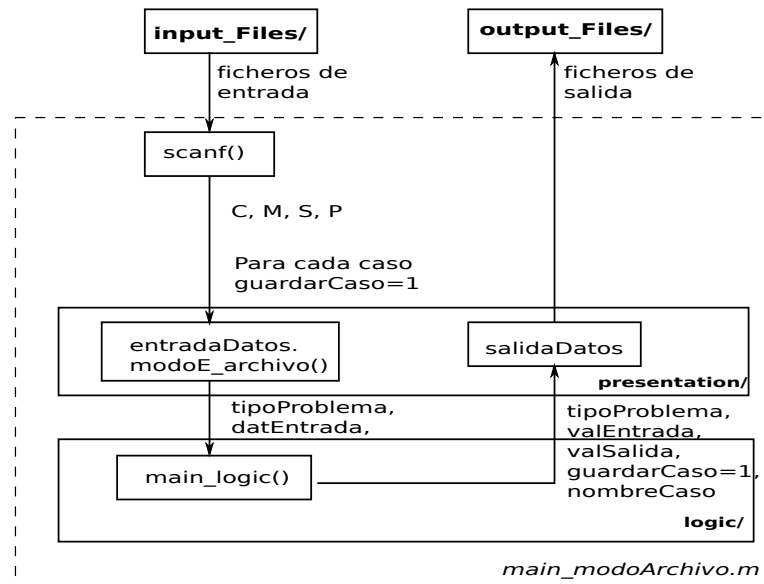 input_Files/
output_Files/
ficheros de
entrada
ficheros de
salida
scanf()
C, M, S, P
Para cada caso
guardarCaso=1
entradaDatos.
modoE_archivo()
salidaDatos
presentation/
tipoProblema,
datEntrada,
tipoProblema,
valEntrada,
valSalida,
guardarCaso=1,
nombreCaso
main_logic()
logic/
main_modoArchivo.m